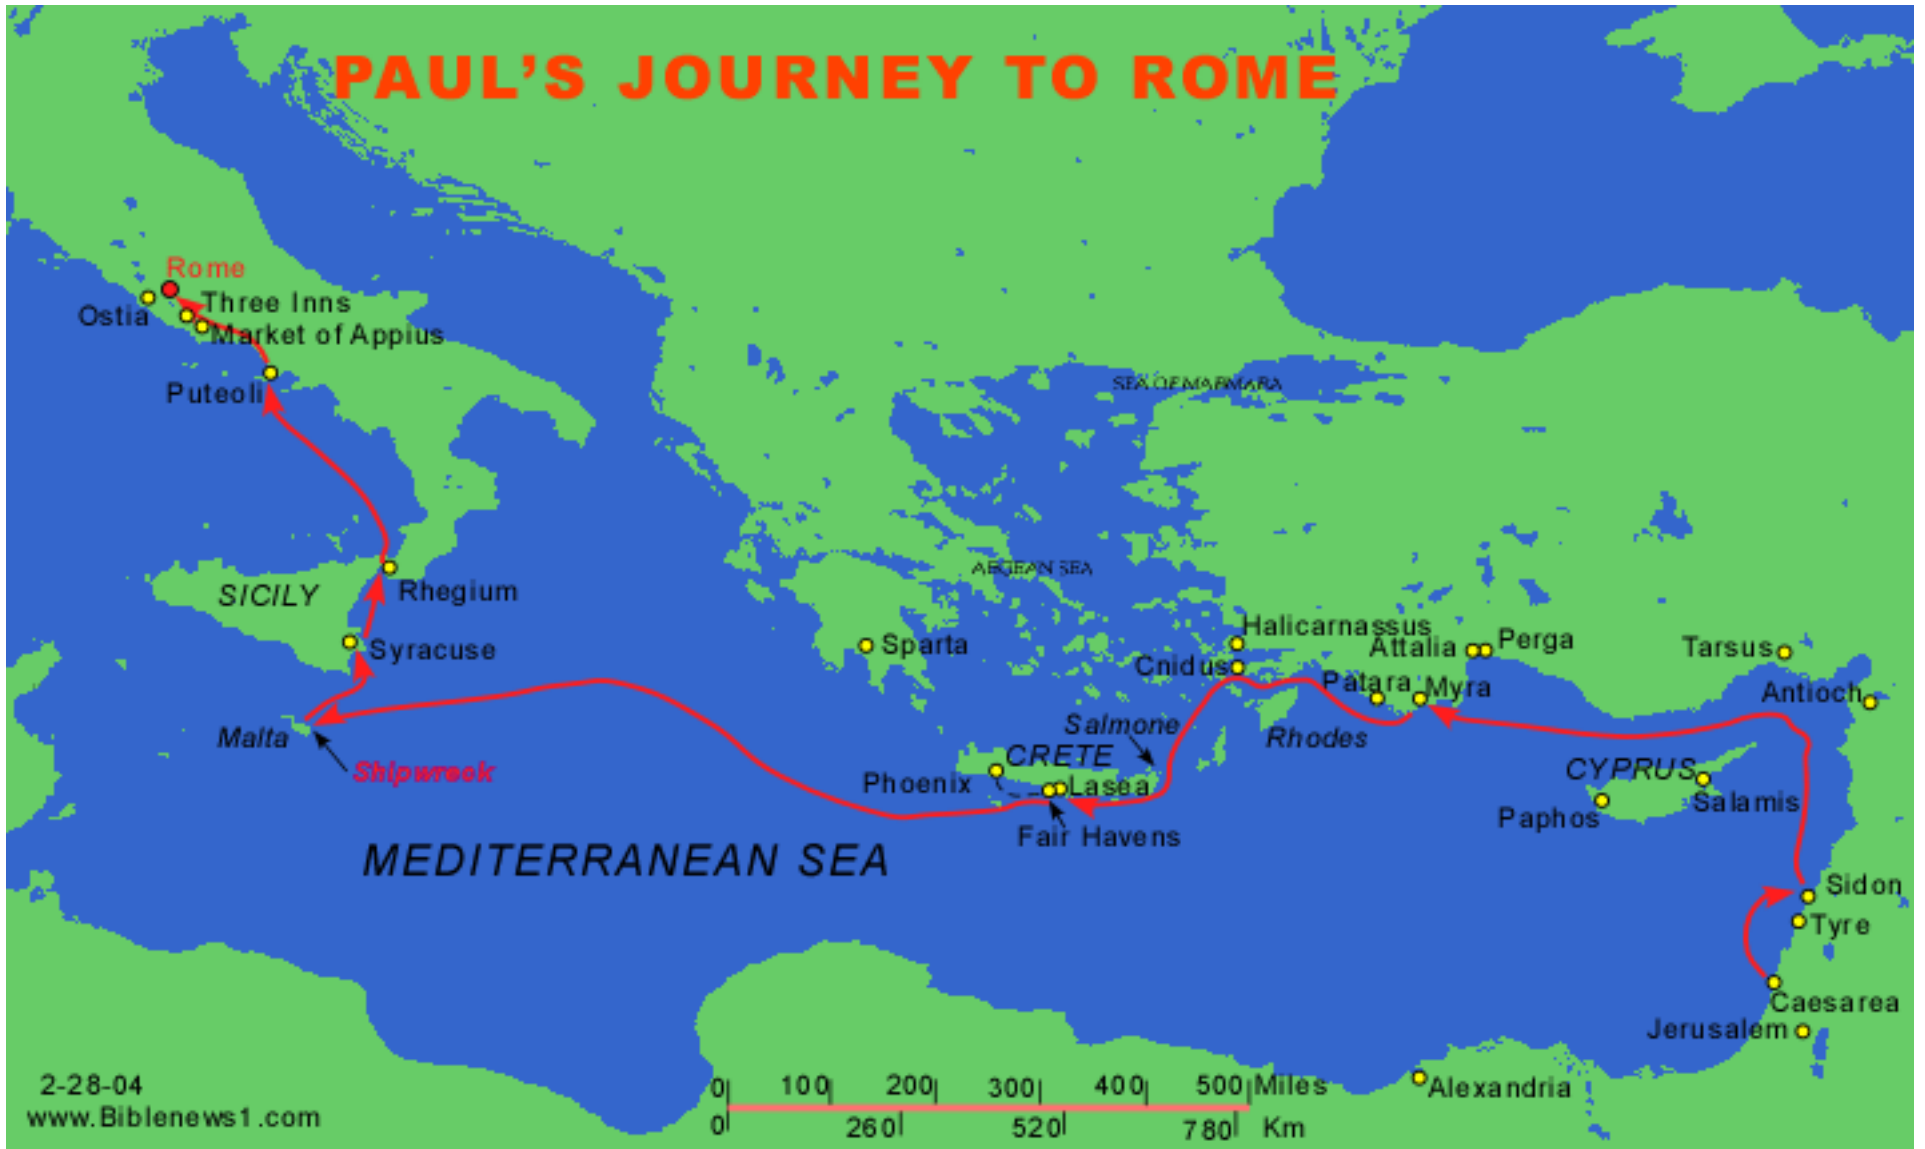 PAUL'S JOURNEY TO ROME
Rome
Three Inns
Ostia
Market of Appius
Puteoli
SEA OF MARMARA
AEGEAN SEA
SICILY
Rhegium
Syracuse
Sparta
Halicarnassus
Attalia
Perga
Tarsus
Cnidus
Patara
Myra
Antioch
Malta
Salmone
Rhodes
Shipwreck
CRETE
CYPRUS
Phoenix
Lasea
Salamis
Paphos
Fair Havens
MEDITERRANEAN SEA
Sidon
Tyre
Caesarea
Jerusalem
Alexandria
2-28-04
www.Biblenews1.com
0 100 200 300 400 500 Miles
0 260 520 780 Km